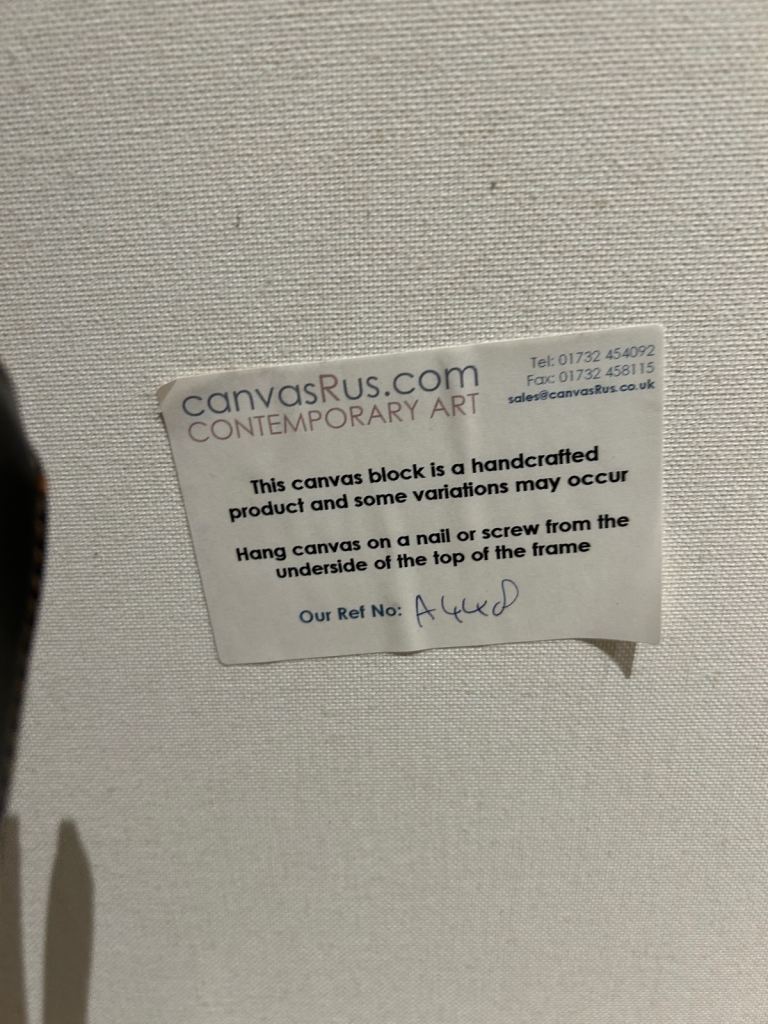 canvasRus.com
CONTEMPORARY ART
Tel: 01732 454092
Fax: 01732 458115
sales@canvasRus.co.uk
This canvas block is a handcrafted
product and some variations may occur
Hang canvas on a nail or screw from the
underside of the top of the frame
Our Ref No: A448